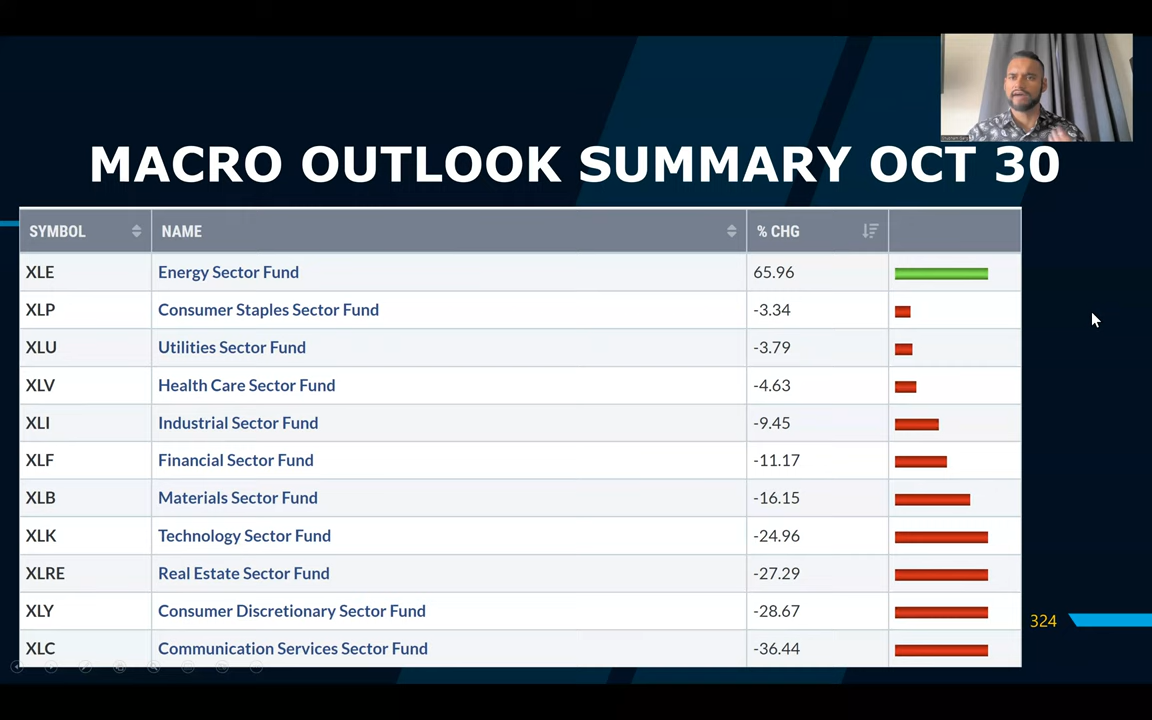 MACRO OUTLOOK SUMMARY OCT 30
SYMBOL NAME % CHG
XLE Energy Sector Fund 65.96
XLP Consumer Staples Sector Fund -3.34
XLU Utilities Sector Fund -3.79
XLV Health Care Sector Fund -4.63
XLI Industrial Sector Fund -9.45
XLF Financial Sector Fund -11.17
XLB Materials Sector Fund -16.15
XLK Technology Sector Fund -24.96
XLRE Real Estate Sector Fund -27.29
XLY Consumer Discretionary Sector Fund -28.67
324
XLC Communication Services Sector Fund -36.44